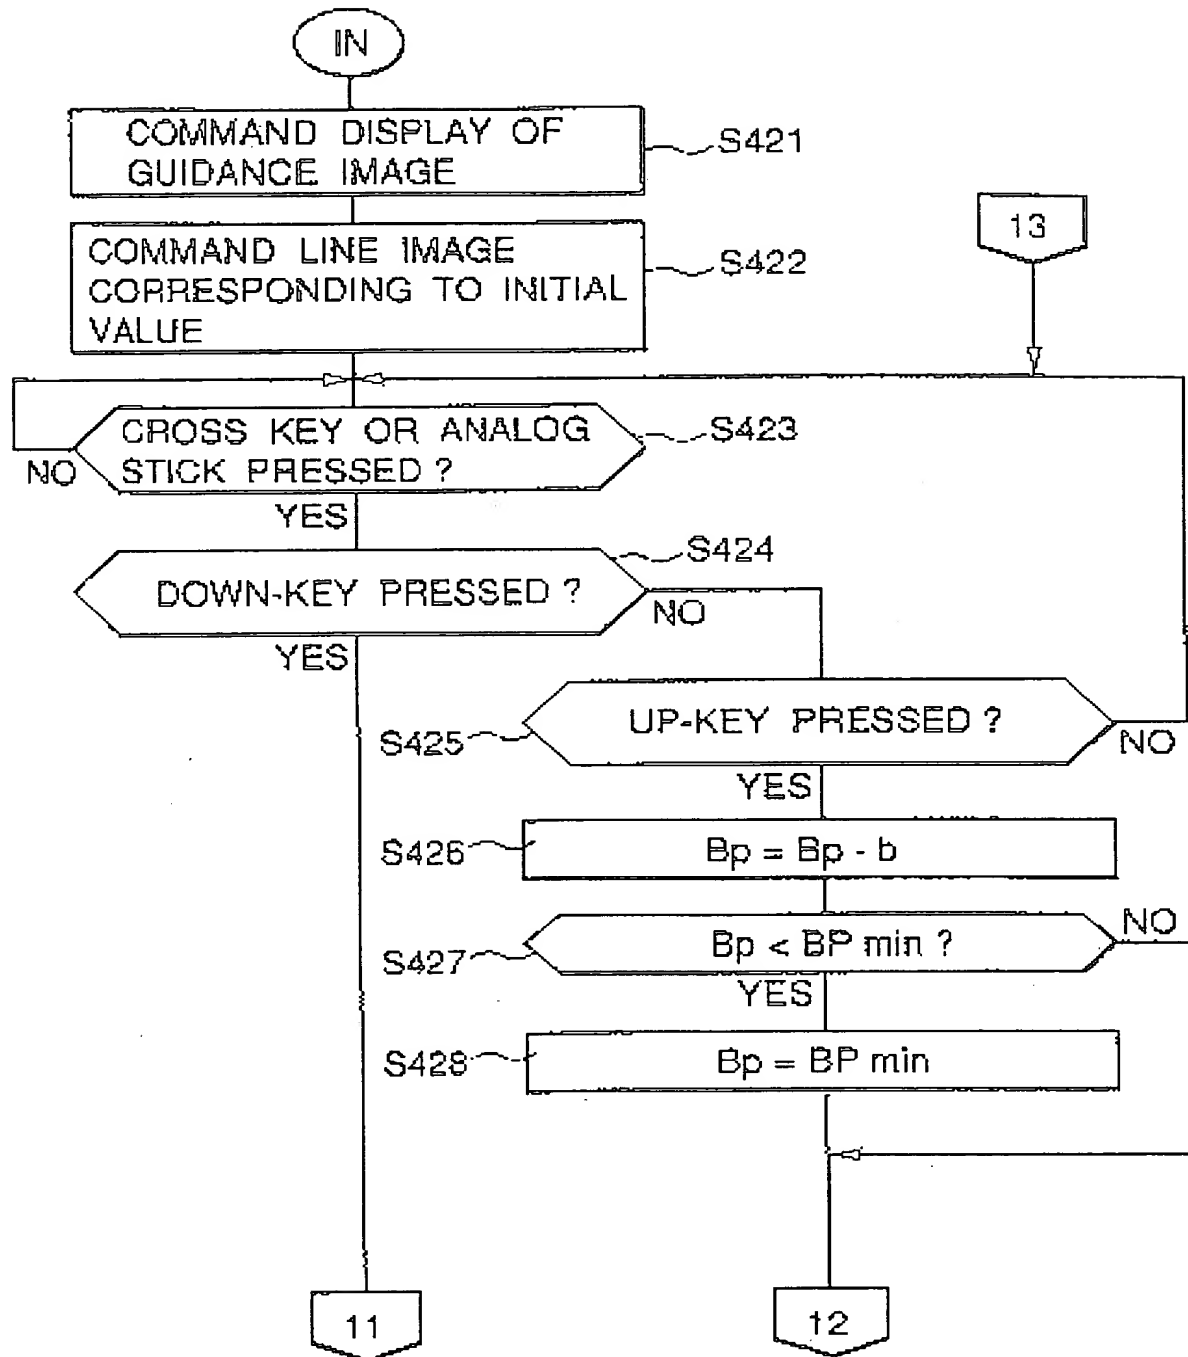 IN
COMMAND DISPLAY OF
GUIDANCE IMAGE
S421
COMMAND LINE IMAGE
CORRESPONDING TO INITIAL
VALUE
S422
13
CROSS KEY OR ANALOG
STICK PRESSED ?
S423
NO
YES
S424
DOWN-KEY PRESSED ?
NO
YES
UP-KEY PRESSED ?
S425
NO
YES
S426
Bp = Bp - b
NO
Bp < BP min ?
S427
YES
S428
Bp = BP min
11
12